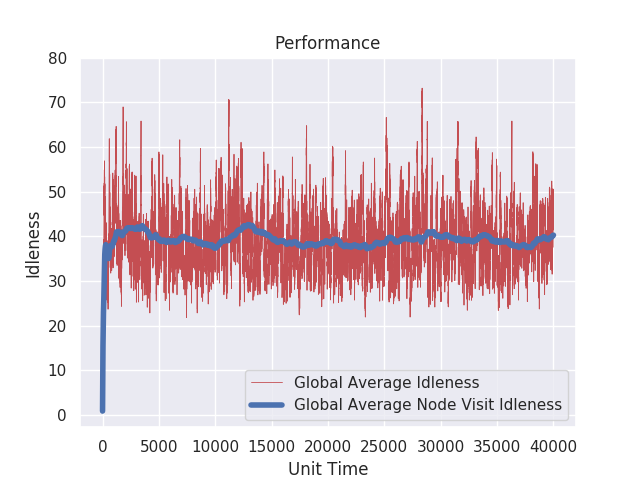 Performance
80
70
60
50
40
30
20
10
0
Idleness
0 5000 10000 15000 20000 25000 30000 35000 40000
Unit Time
Global Average Idleness
Global Average Node Visit Idleness